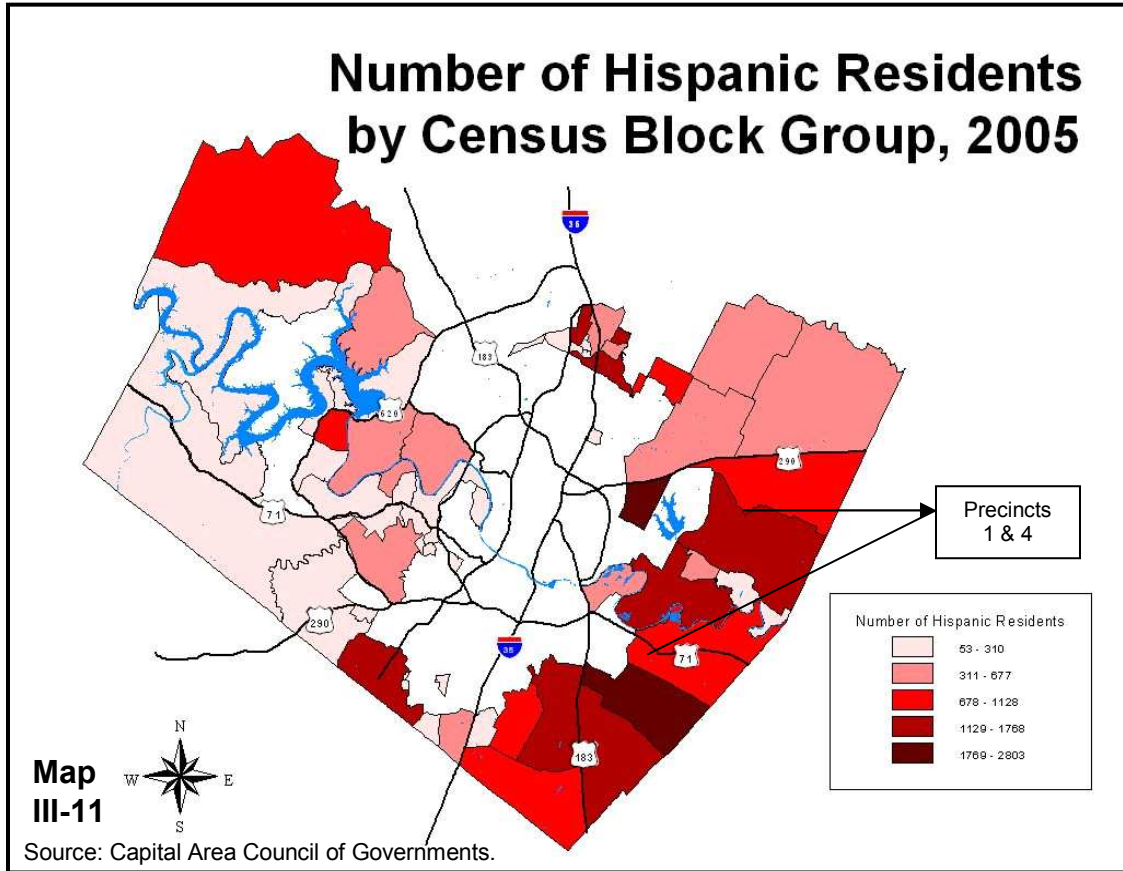 Number of Hispanic Residents
by Census Block Group, 2005
35
183
620
290
71
Precincts
1 & 4
290
35
71
183
Number of Hispanic Residents
53 - 310
311 - 677
678 - 1128
1129 - 1768
1769 - 2803
N
W
E
S
Map
III-11
Source: Capital Area Council of Governments.